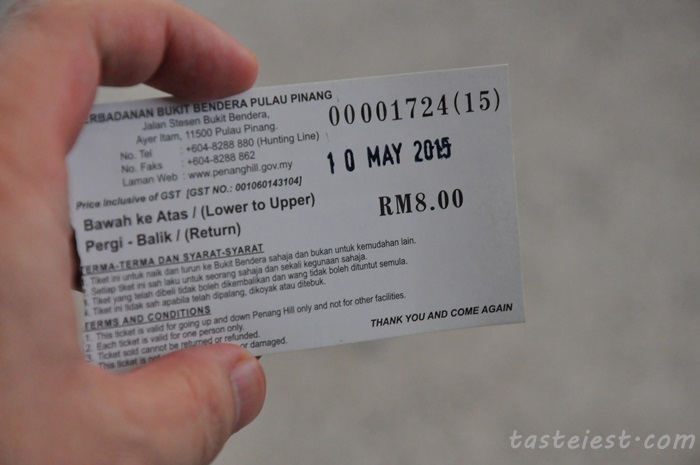 RBADANAN BUKIT BENDERA PULAU PINANG
Jalan Stesen Bukit Bendera,
Ayer Itam, 11500 Pulau Pinang.
No. Tel : +604-8288 880 (Hunting Line)
No. Faks : +604-8288 862
Laman Web : www.penanghill.gov.my
Price Inclusive of GST [GST NO.: 001060143104]
00001724(15)
10 MAY 2015
Bawah ke Atas / (Lower to Upper)
Pergi - Balik / (Return)
RM8.00
TERMA-TERMA DAN SYARAT-SYARAT
Tiket ini untuk naik dan turun ke Bukit Bendera sahaja dan bukan untuk kemudahan lain.
Setiap tiket ini sah laku untuk seorang sahaja dan sekali kegunaan sahaja.
Tiket yang telah dibeli tidak boleh dikembalikan dan wang tidak boleh dituntut semula.
Tiket ini tidak sah apabila telah dipotong, dikoyak atau ditebuk.
TERMS AND CONDITIONS
1. This ticket is valid for going up and down Penang Hill only and not for other facilities.
2. Each ticket is valid for one person only.
3. Ticket sold cannot be returned or refunded.
This ticket is not or damaged.
THANK YOU AND COME AGAIN
tasteiest.com